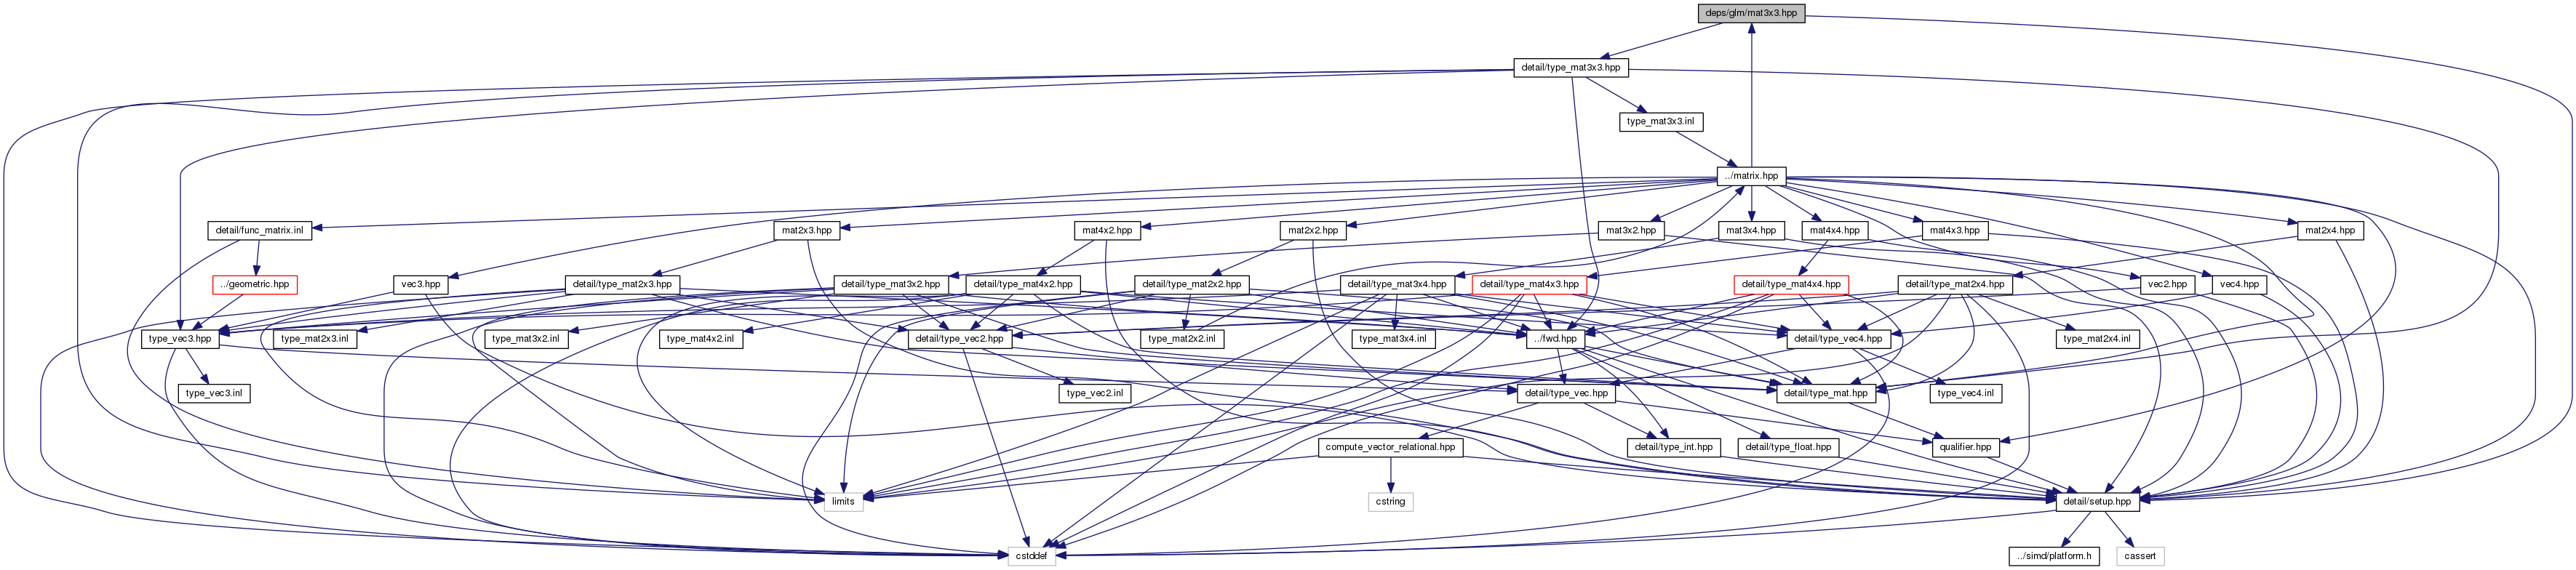 deps/glm/mat3x3.hpp
detail/type_mat3x3.hpp
type_mat3x3.inl
../matrix.hpp
detail/func_matrix.inl
mat2x3.hpp
mat4x2.hpp
mat2x2.hpp
mat3x2.hpp
mat3x4.hpp
mat4x4.hpp
mat4x3.hpp
mat2x4.hpp
../geometric.hpp
vec3.hpp
detail/type_mat2x3.hpp
detail/type_mat3x2.hpp
detail/type_mat4x2.hpp
detail/type_mat2x2.hpp
detail/type_mat3x4.hpp
detail/type_mat4x3.hpp
detail/type_mat4x4.hpp
detail/type_mat2x4.hpp
vec2.hpp
vec4.hpp
type_vec3.hpp
type_mat2x3.inl
type_mat3x2.inl
type_mat4x2.inl
detail/type_vec2.hpp
type_mat2x2.inl
../fwd.hpp
type_mat3x4.inl
detail/type_vec4.hpp
type_mat2x4.inl
type_vec3.inl
type_vec2.inl
detail/type_vec.hpp
detail/type_mat.hpp
type_vec4.inl
compute_vector_relational.hpp
detail/type_int.hpp
detail/type_float.hpp
qualifier.hpp
limits
cstring
detail/setup.hpp
cstddef
../simd/platform.h
cassert